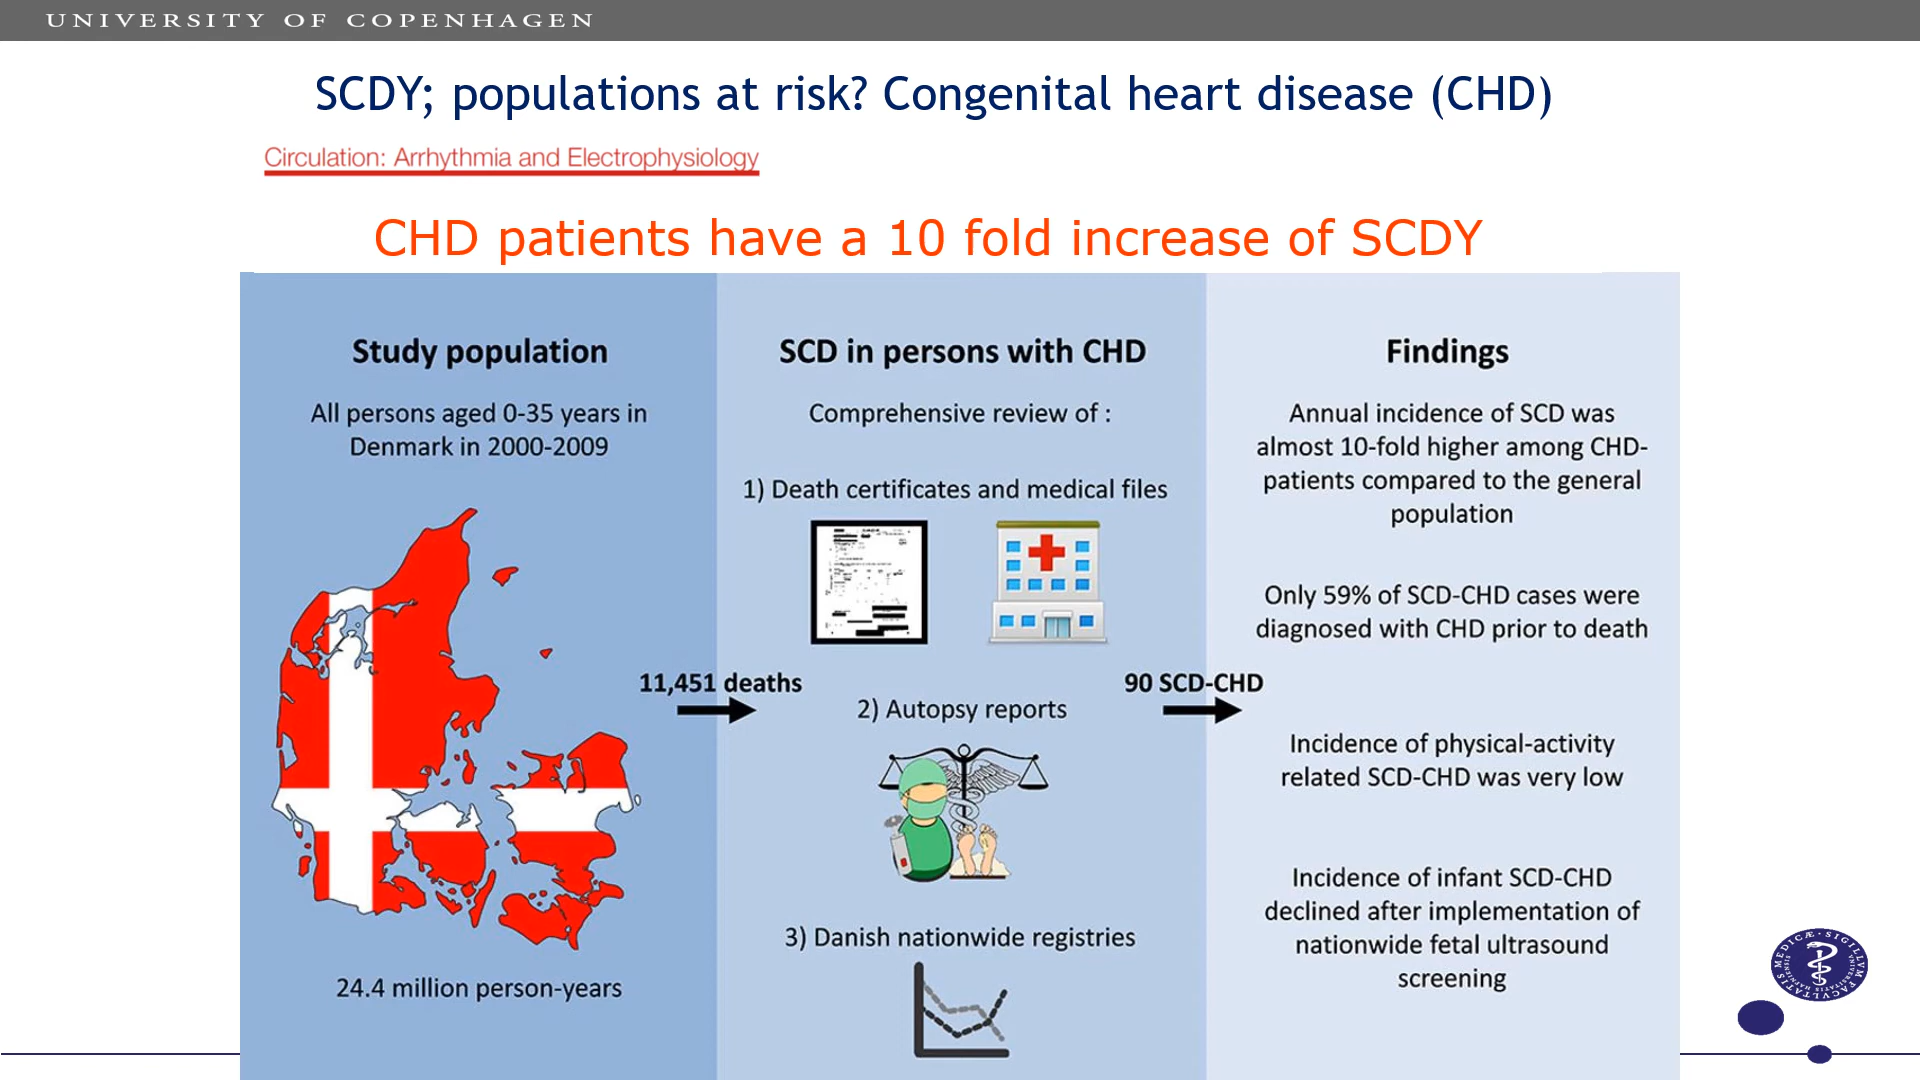 UNIVERSITY OF COPENHAGEN
SCDY; populations at risk? Congenital heart disease (CHD)
Circulation: Arrhythmia and Electrophysiology
CHD patients have a 10 fold increase of SCDY
Study population
All persons aged 0-35 years in
Denmark in 2000-2009
24.4 million person-years
11,451 deaths
SCD in persons with CHD
Comprehensive review of :
1) Death certificates and medical files
2) Autopsy reports
3) Danish nationwide registries
90 SCD-CHD
Findings
Annual incidence of SCD was
almost 10-fold higher among CHD-
patients compared to the general
population
Only 59% of SCD-CHD cases were
diagnosed with CHD prior to death
Incidence of physical-activity
related SCD-CHD was very low
Incidence of infant SCD-CHD
declined after implementation of
nationwide fetal ultrasound
screening